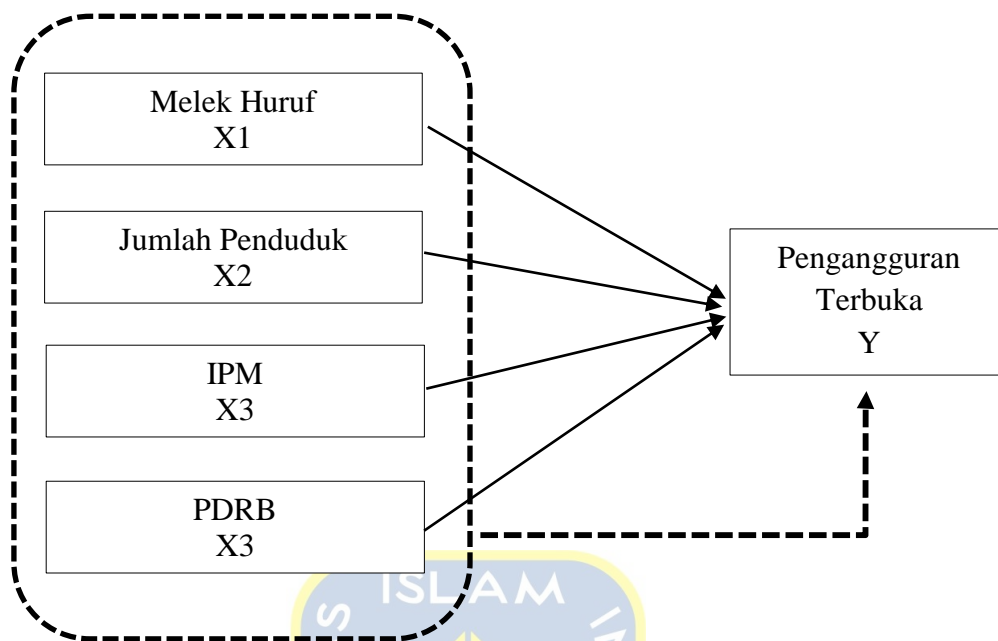 Melek Huruf
X1
Jumlah Penduduk
X2
IPM
X3
PDRB
X3
Pengangguran
Terbuka
Y
ISLAM